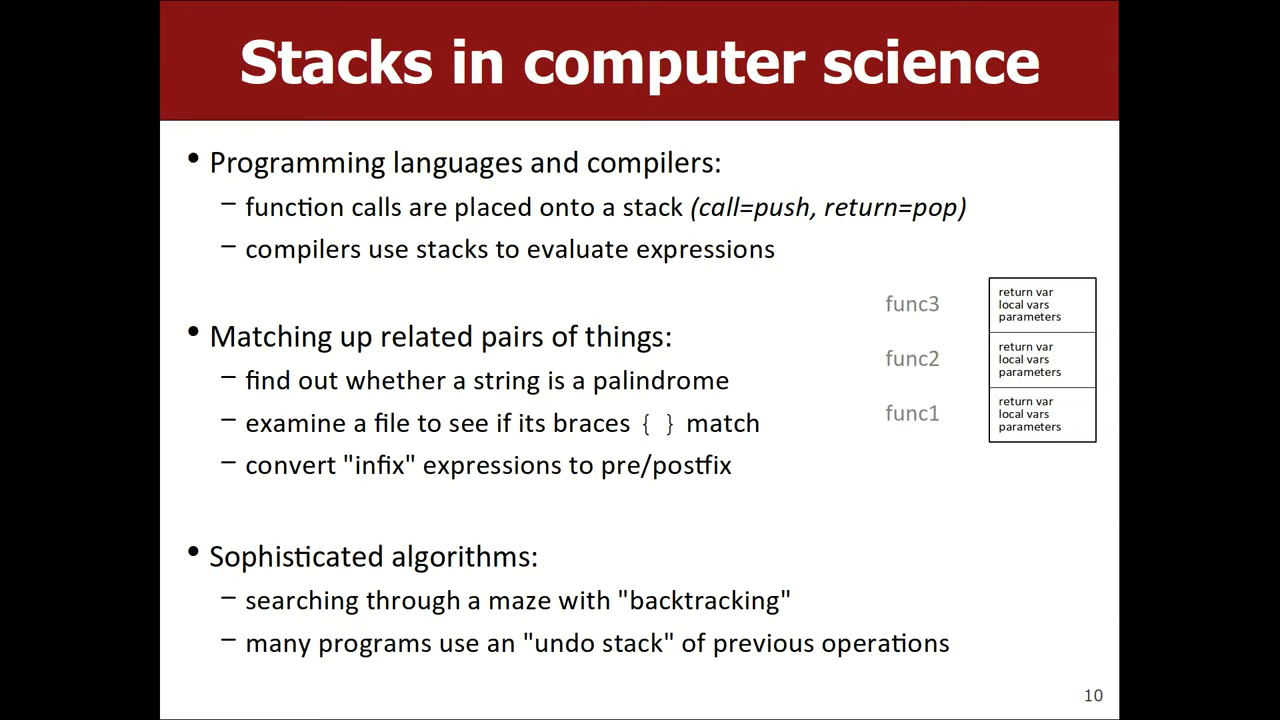 Stacks in computer science
• Programming languages and compilers:
– function calls are placed onto a stack (call=push, return=pop)
– compilers use stacks to evaluate expressions
• Matching up related pairs of things:
– find out whether a string is a palindrome
– examine a file to see if its braces { } match
– convert "infix" expressions to pre/postfix
• Sophisticated algorithms:
– searching through a maze with "backtracking"
– many programs use an "undo stack" of previous operations
func3
return var
local vars
parameters
func2
return var
local vars
parameters
func1
return var
local vars
parameters
10